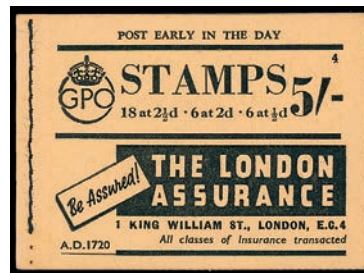 POST EARLY IN THE DAY
4
GPO
STAMPS 5/-
18 at 2½d · 6 at 2d · 6 at ½d
Be Assured!
THE LONDON
ASSURANCE
1 KING WILLIAM ST., LONDON, E.C.4
All classes of Insurance transacted
A.D.1720